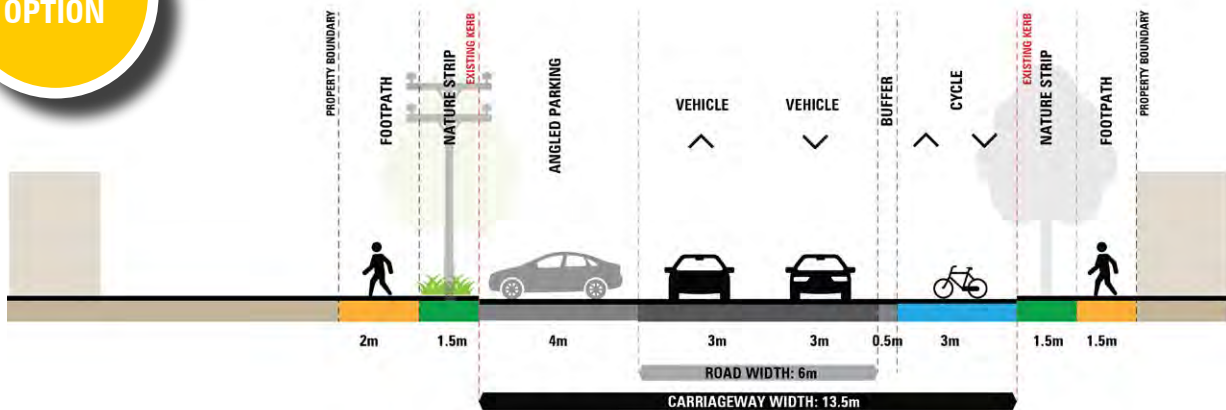 OPTION
PROPERTY BOUNDARY
FOOTPATH
NATURE STRIP
EXISTING KERB
ANGLED PARKING
VEHICLE
VEHICLE
BUFFER
CYCLE
EXISTING KERB
NATURE STRIP
FOOTPATH
PROPERTY BOUNDARY
2m 1.5m 4m 3m 3m 0.5m 3m 1.5m 1.5m
ROAD WIDTH: 6m
CARRIAGEWAY WIDTH: 13.5m